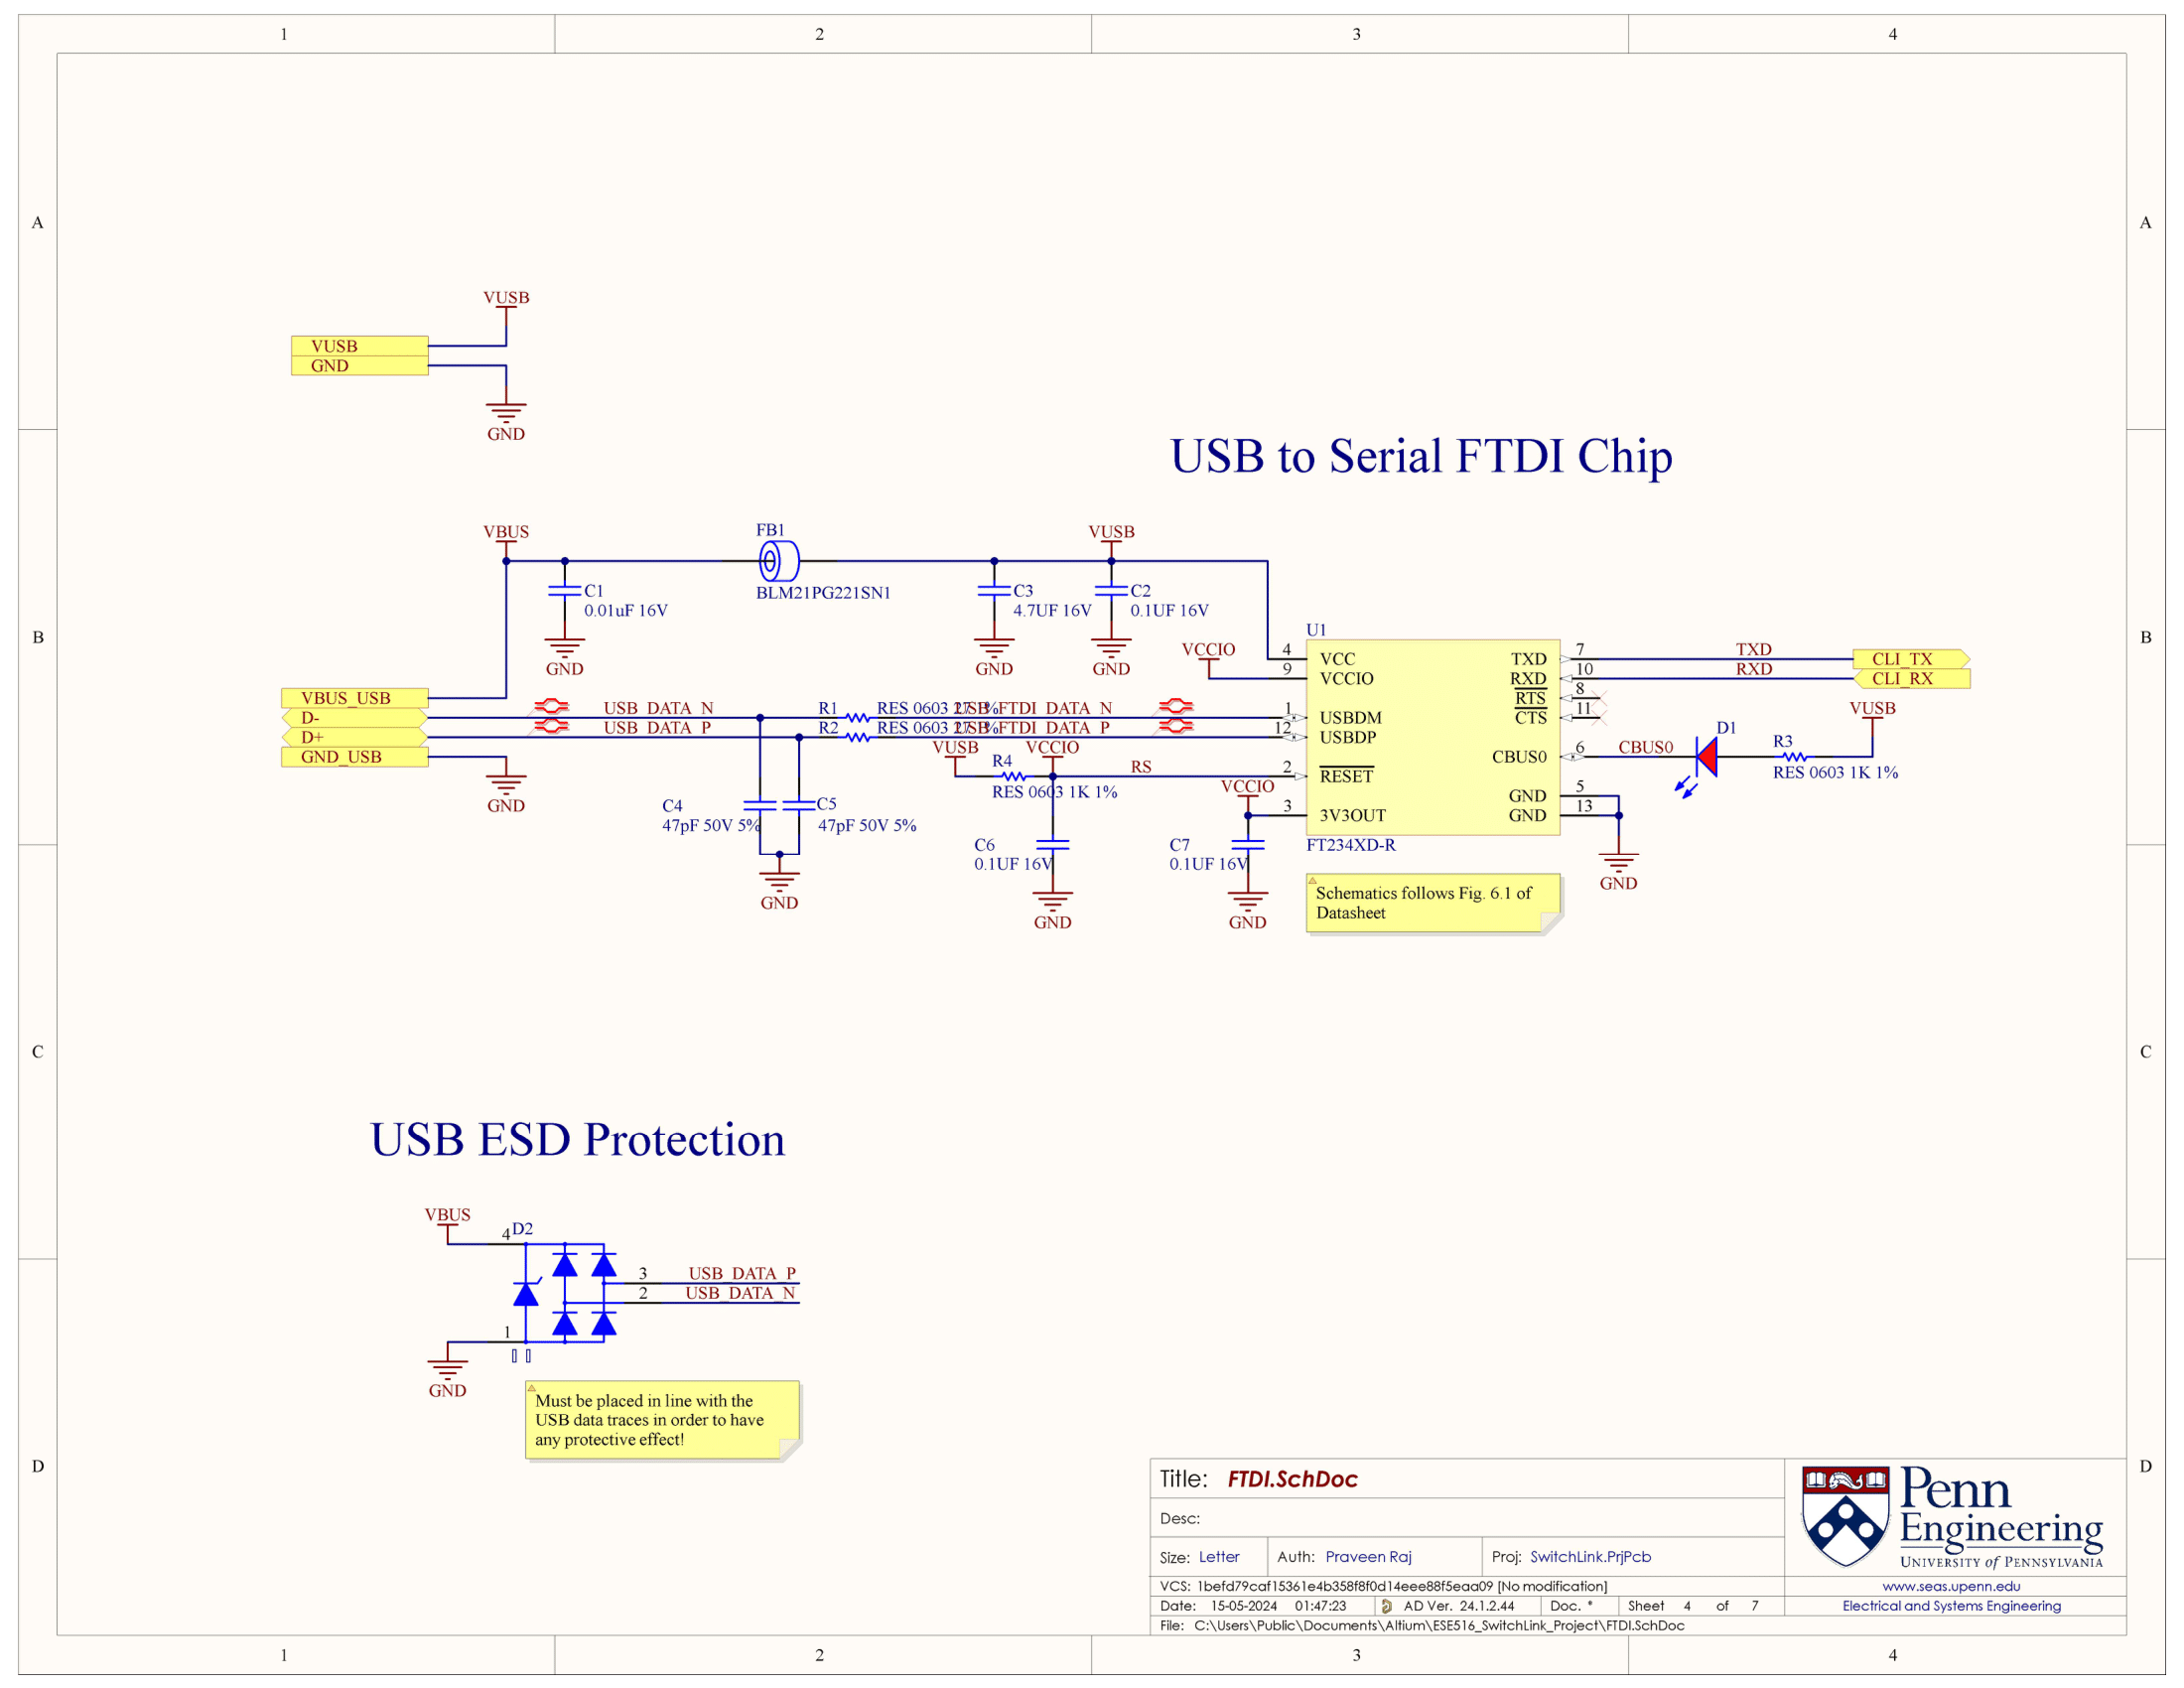 1 2 3 4
A A
VUSB
VUSB
GND
GND
USB to Serial FTDI Chip
VBUS FB1 VUSB
C1 C3 C2
BLM21PG221SN1
0.01uF 16V 4.7UF 16V 0.1UF 16V
B B
U1
GND GND GND
VCCIO 4 VCC TXD 7 TXD CLI_TX
9 VCCIO RXD 10 RXD CLI_RX
VBUS_USB RTS 8
D- USB_DATA_N R1 RES 0603 27 1% USB_FTDI_DATA_N 1 USBDM CTS 11 VUSB
D+ USB_DATA_P R2 RES 0603 27 1% USB_FTDI_DATA_P 12 USBDP D1
GND_USB VUSB VCCIO CBUS0 6 CBUS0 R3
R4 RS 2 RESET RES 0603 1K 1%
RES 0603 1K 1% VCCIO
GND C4 C5 GND 5
47pF 50V 5% 47pF 50V 5% 3 3V3OUT GND 13
C6 C7 FT234XD-R
0.1UF 16V 0.1UF 16V
GND
GND GND GND
Schematics follows Fig. 6.1 of
Datasheet
C C
USB ESD Protection
VBUS
4 D2
3 USB_DATA_P
2 USB_DATA_N
1
GND
Must be placed in line with the
USB data traces in order to have
any protective effect!
D D
Title: FTDI.SchDoc
Desc:
Size: Letter Auth: Praveen Raj Proj: SwitchLink.PrjPcb
VCS: 1befd79caf15361e4b358f8f0d14eee88f5eaa09 [No modification]
Date: 15-05-2024 01:47:23 AD Ver. 24.1.2.44 Doc. * Sheet 4 of 7
File: C:\Users\Public\Documents\Altium\ESE516_SwitchLink_Project\FTDI.SchDoc
Penn
Engineering
UNIVERSITY of PENNSYLVANIA
www.seas.upenn.edu
Electrical and Systems Engineering
1 2 3 4